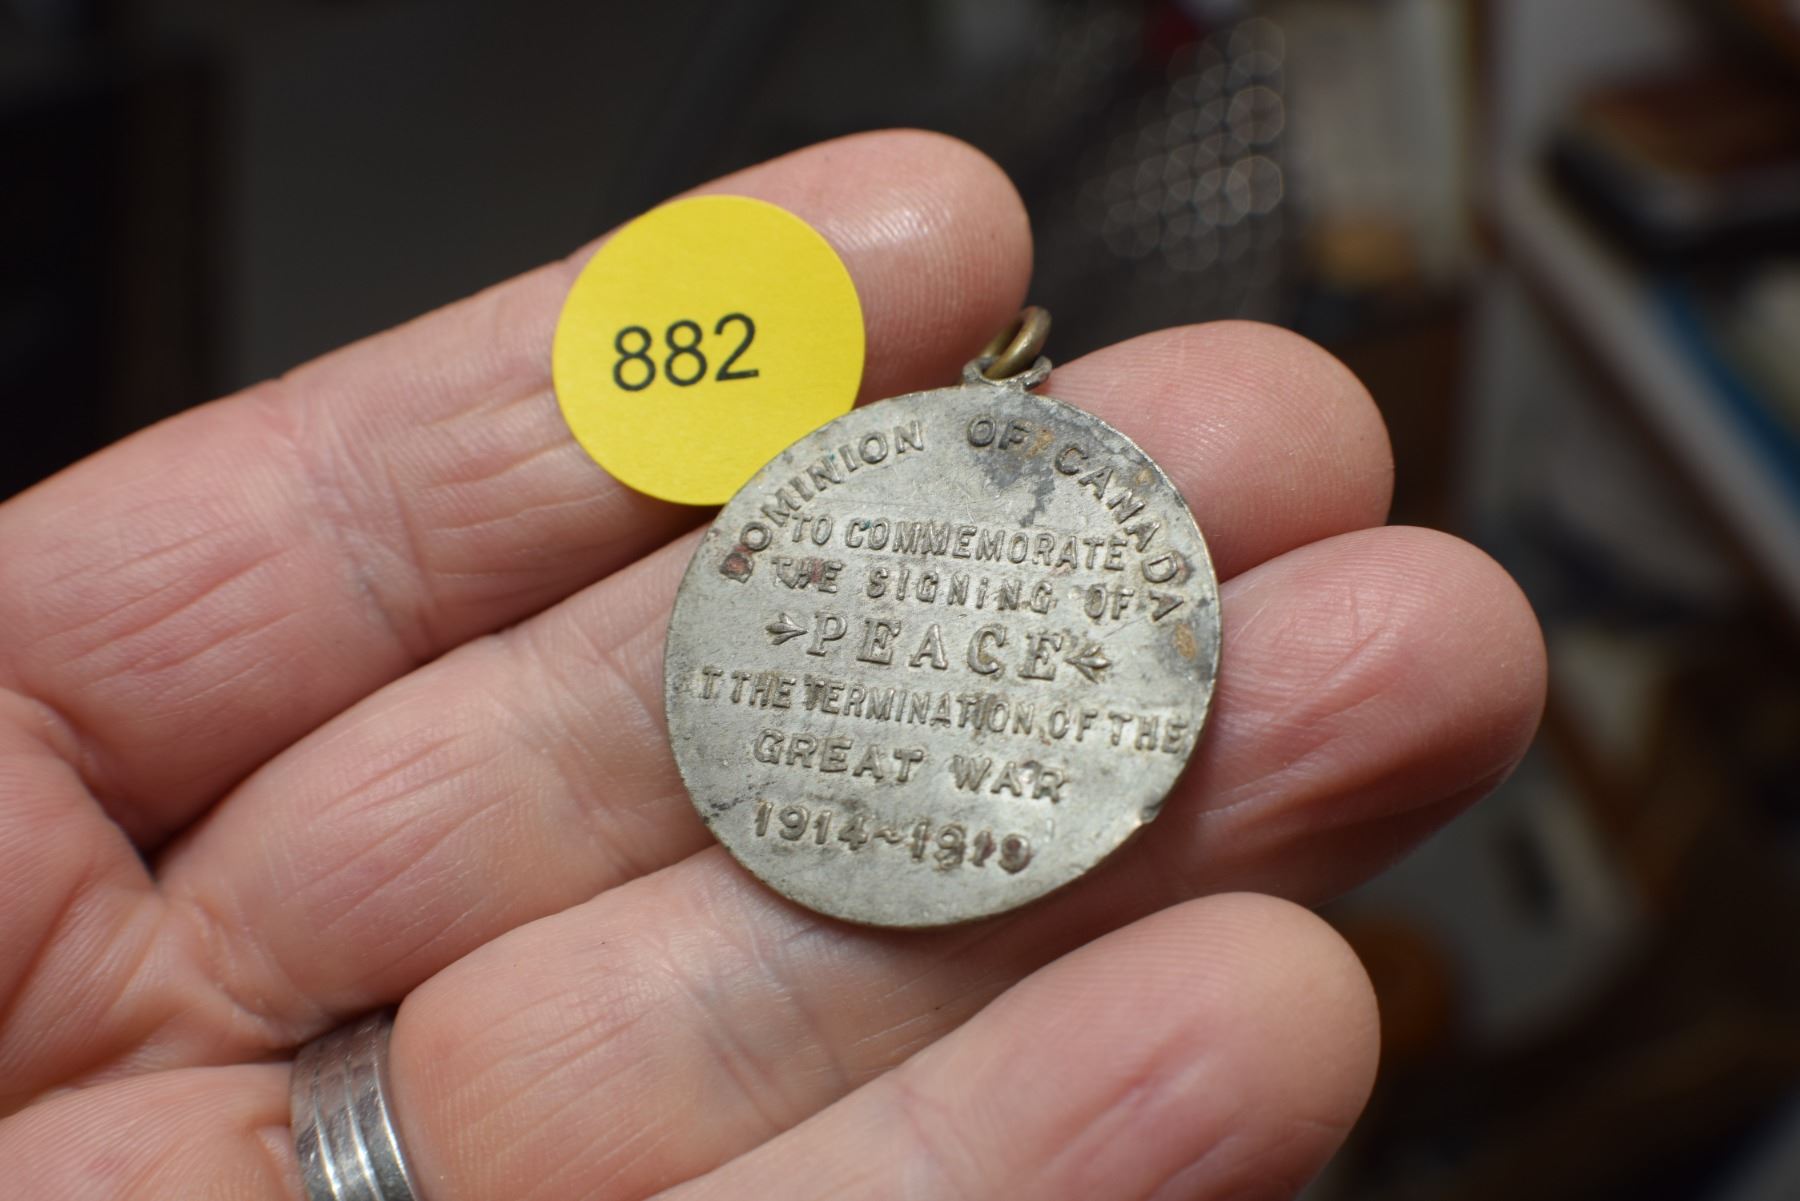 882
DOMINION OF CANADA
TO COMMEMORATE
THE SIGNING OF
PEACE
T THE TERMINATION OF THE
GREAT WAR
1914~1919